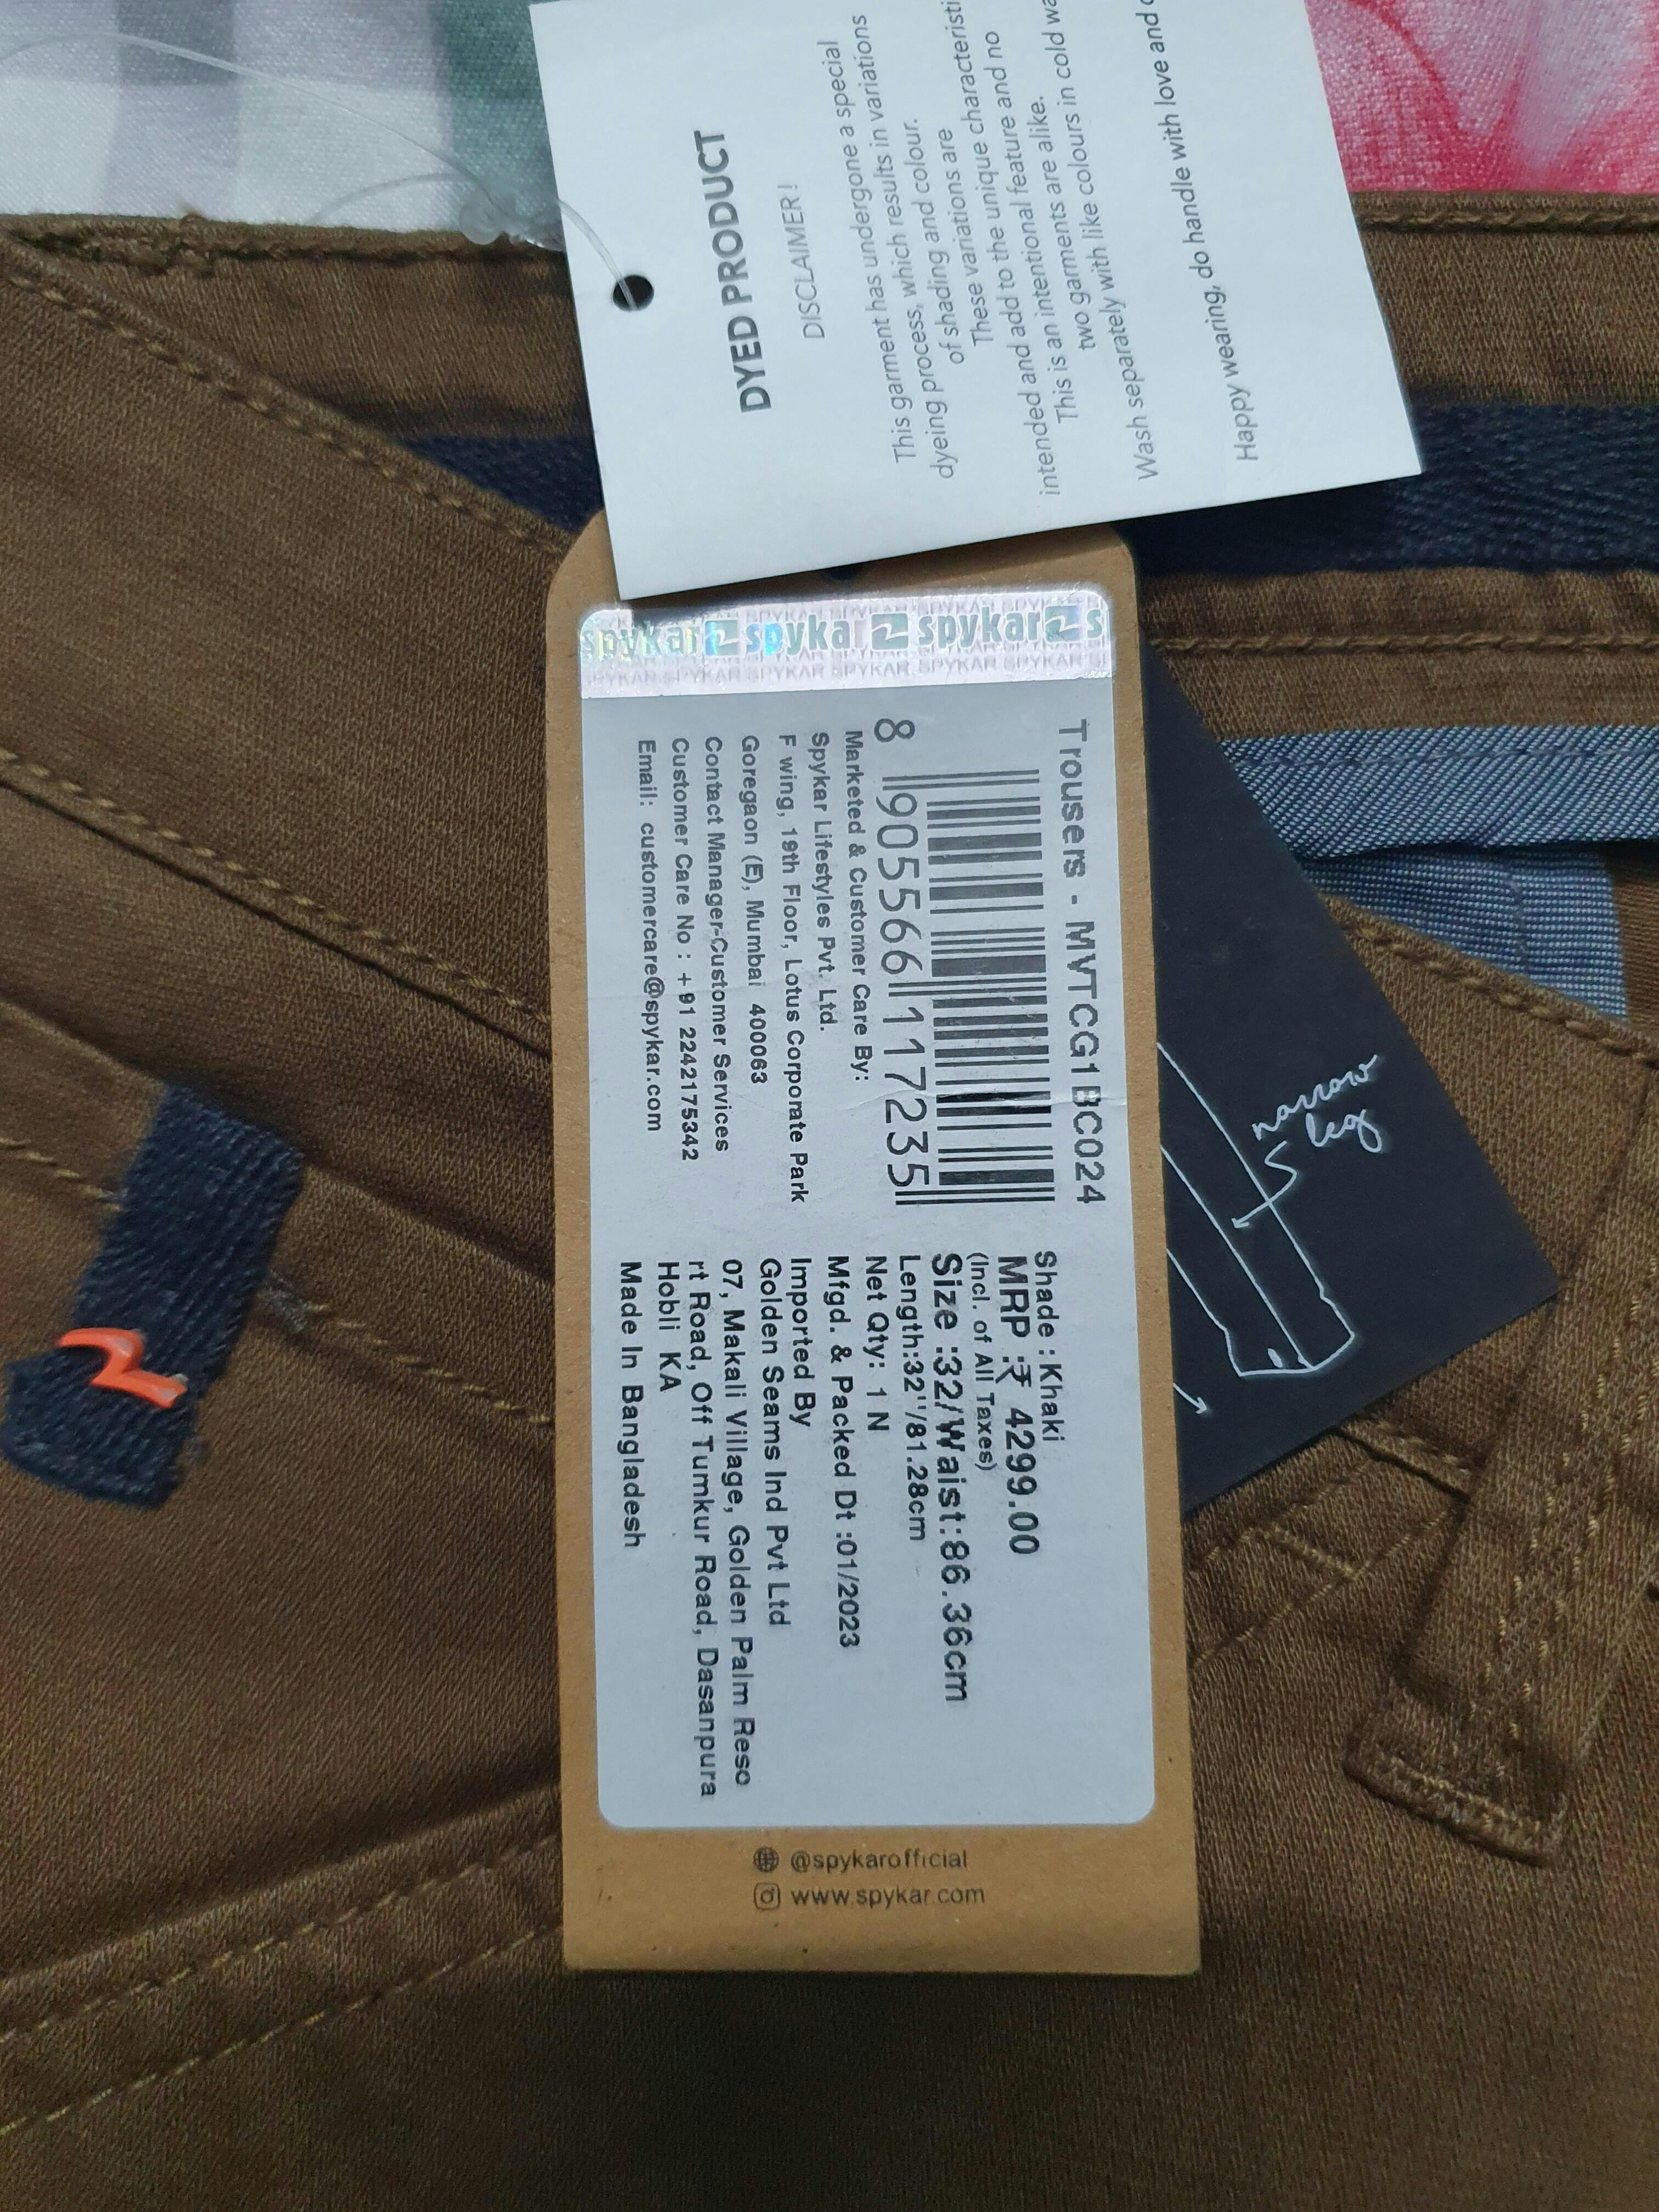 DYED PRODUCT
DISCLAIMER!
This garment has undergone a special
dyeing process, which results in variations
of shading and colour.
These variations are
intended and add to the unique characteristi
This is an intentional feature and no
two garments are alike.
Wash separately with like colours in cold wa
Happy wearing, do handle with love and
spykar spykar spykar s
Trousers - MVTCG1BC024
8 905566 117235
Marketed & Customer Care By:
Spykar Lifestyles Pvt. Ltd.
F wing, 19th Floor, Lotus Corporate Park
Goregaon (E), Mumbai 400063
Contact Manager-Customer Services
Customer Care No : +91 2242175342
Email: customercare@spykar.com
Shade : Khaki
MRP :₹ 4299.00
(Incl. of All Taxes)
Size :32/Waist:86.36cm
Length:32''/81.28cm
Net Qty: 1 N
Mfgd. & Packed Dt :01/2023
Imported By
Golden Seams Ind Pvt Ltd
07, Makali Village, Golden Palm Reso
rt Road, Off Tumkur Road, Dasanpura
Hobli KA
Made In Bangladesh
@spykarofficial
www.spykar.com
narrow
leg